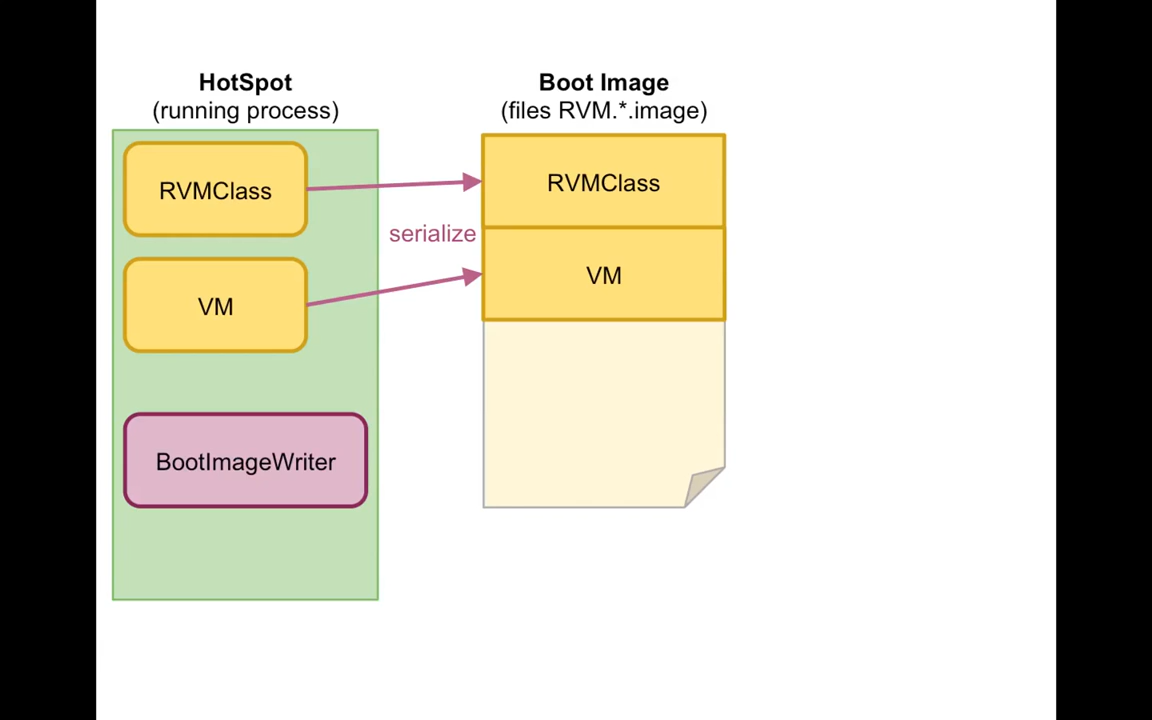 HotSpot
(running process)
Boot Image
(files RVM.*.image)
RVMClass
RVMClass
serialize
VM
VM
BootImageWriter